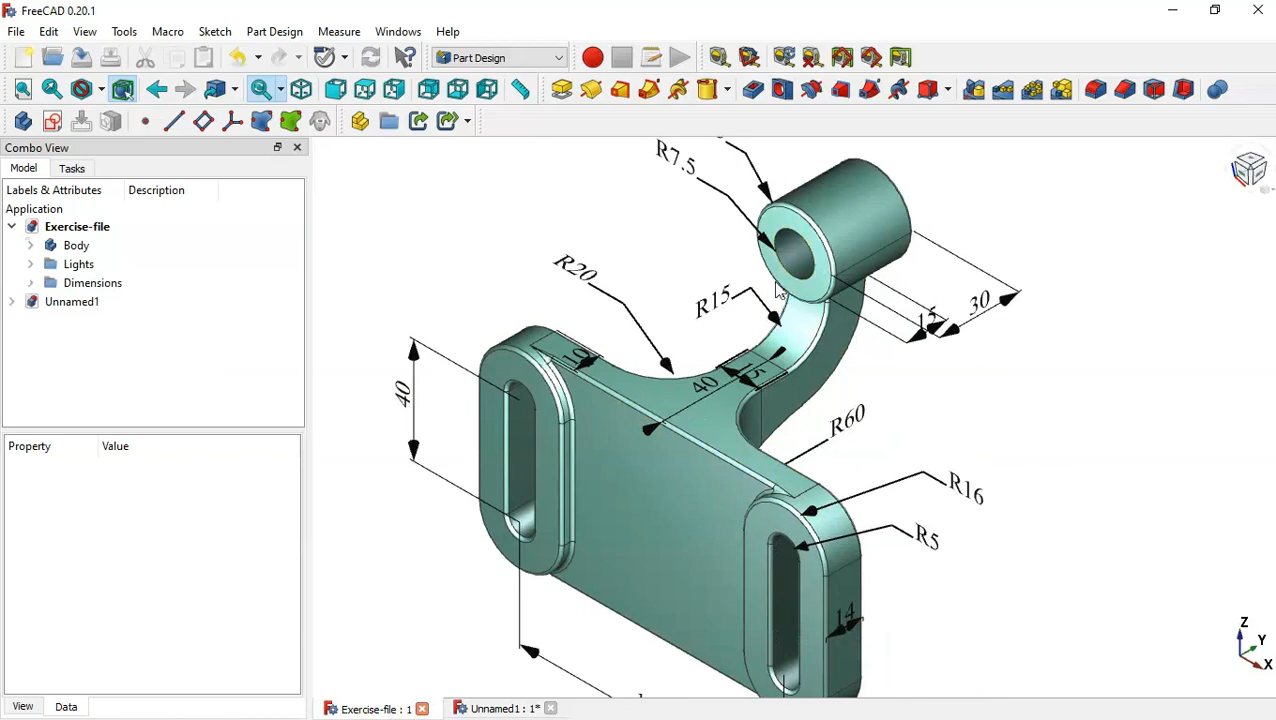 FreeCAD 0.20.1
File Edit View Tools Macro Sketch Part Design Measure Windows Help
Part Design
Combo View
Model Tasks
Labels & Attributes Description
Application
Exercise-file
Body
Lights
Dimensions
Unnamed1
Property Value
View Data
R7.5
R20
R15
30
15
10
40
15
40
R60
R16
R5
14
Z
Y
X
Exercise-file : 1
Unnamed1 : 1*